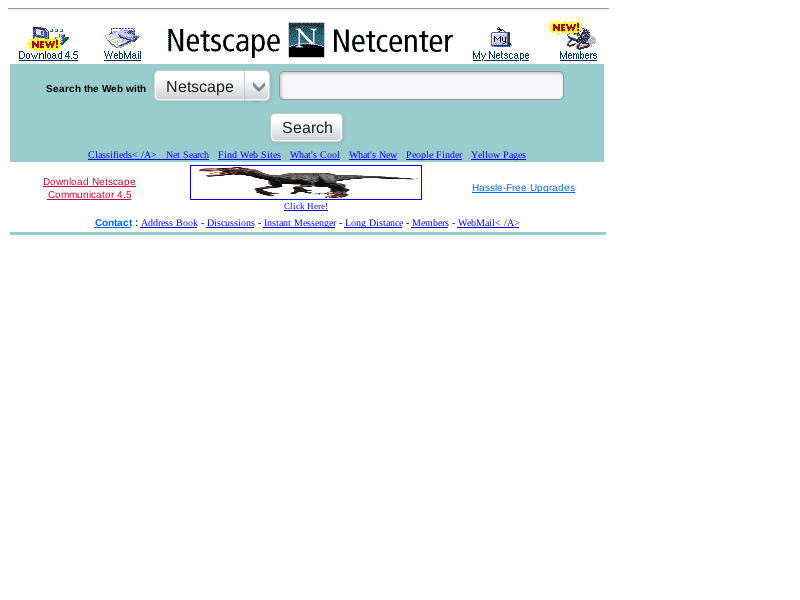 NEW!
Download 4.5
WebMail
Netscape N Netcenter
My
My Netscape
NEW!
Members
Search the Web with Netscape
Search
Classifieds< /A> Net Search Find Web Sites What's Cool What's New People Finder Yellow Pages
Download Netscape
Communicator 4.5
Click Here!
Hassle-Free Upgrades
Contact : Address Book - Discussions - Instant Messenger - Long Distance - Members - WebMail< /A>